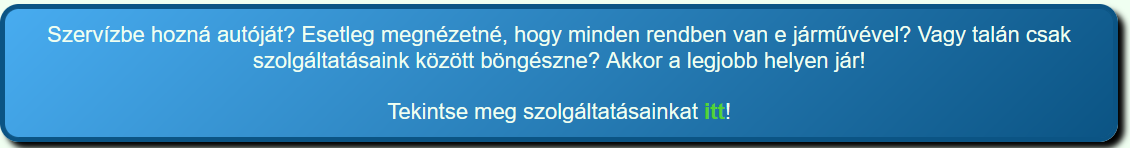 Szervízbe hozná autóját? Esetleg megnézetné, hogy minden rendben van e járművével? Vagy talán csak
szolgáltatásaink között böngészne? Akkor a legjobb helyen jár!
Tekintse meg szolgáltatásainkat itt!